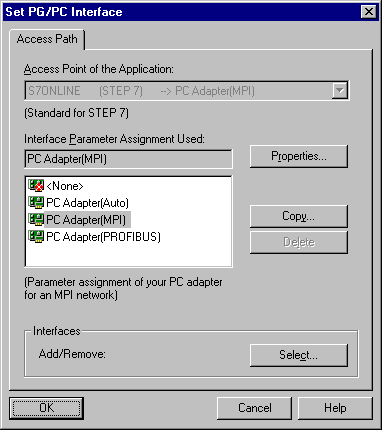 Set PG/PC Interface
Access Path
Access Point of the Application:
S7ONLINE (STEP 7) --> PC Adapter(MPI)
(Standard for STEP 7)
Interface Parameter Assignment Used:
PC Adapter(MPI)
Properties...
<None>
PC Adapter(Auto)
PC Adapter(MPI)
PC Adapter(PROFIBUS)
Copy...
Delete
(Parameter assignment of your PC adapter
for an MPI network)
Interfaces
Add/Remove:
Select...
OK
Cancel
Help